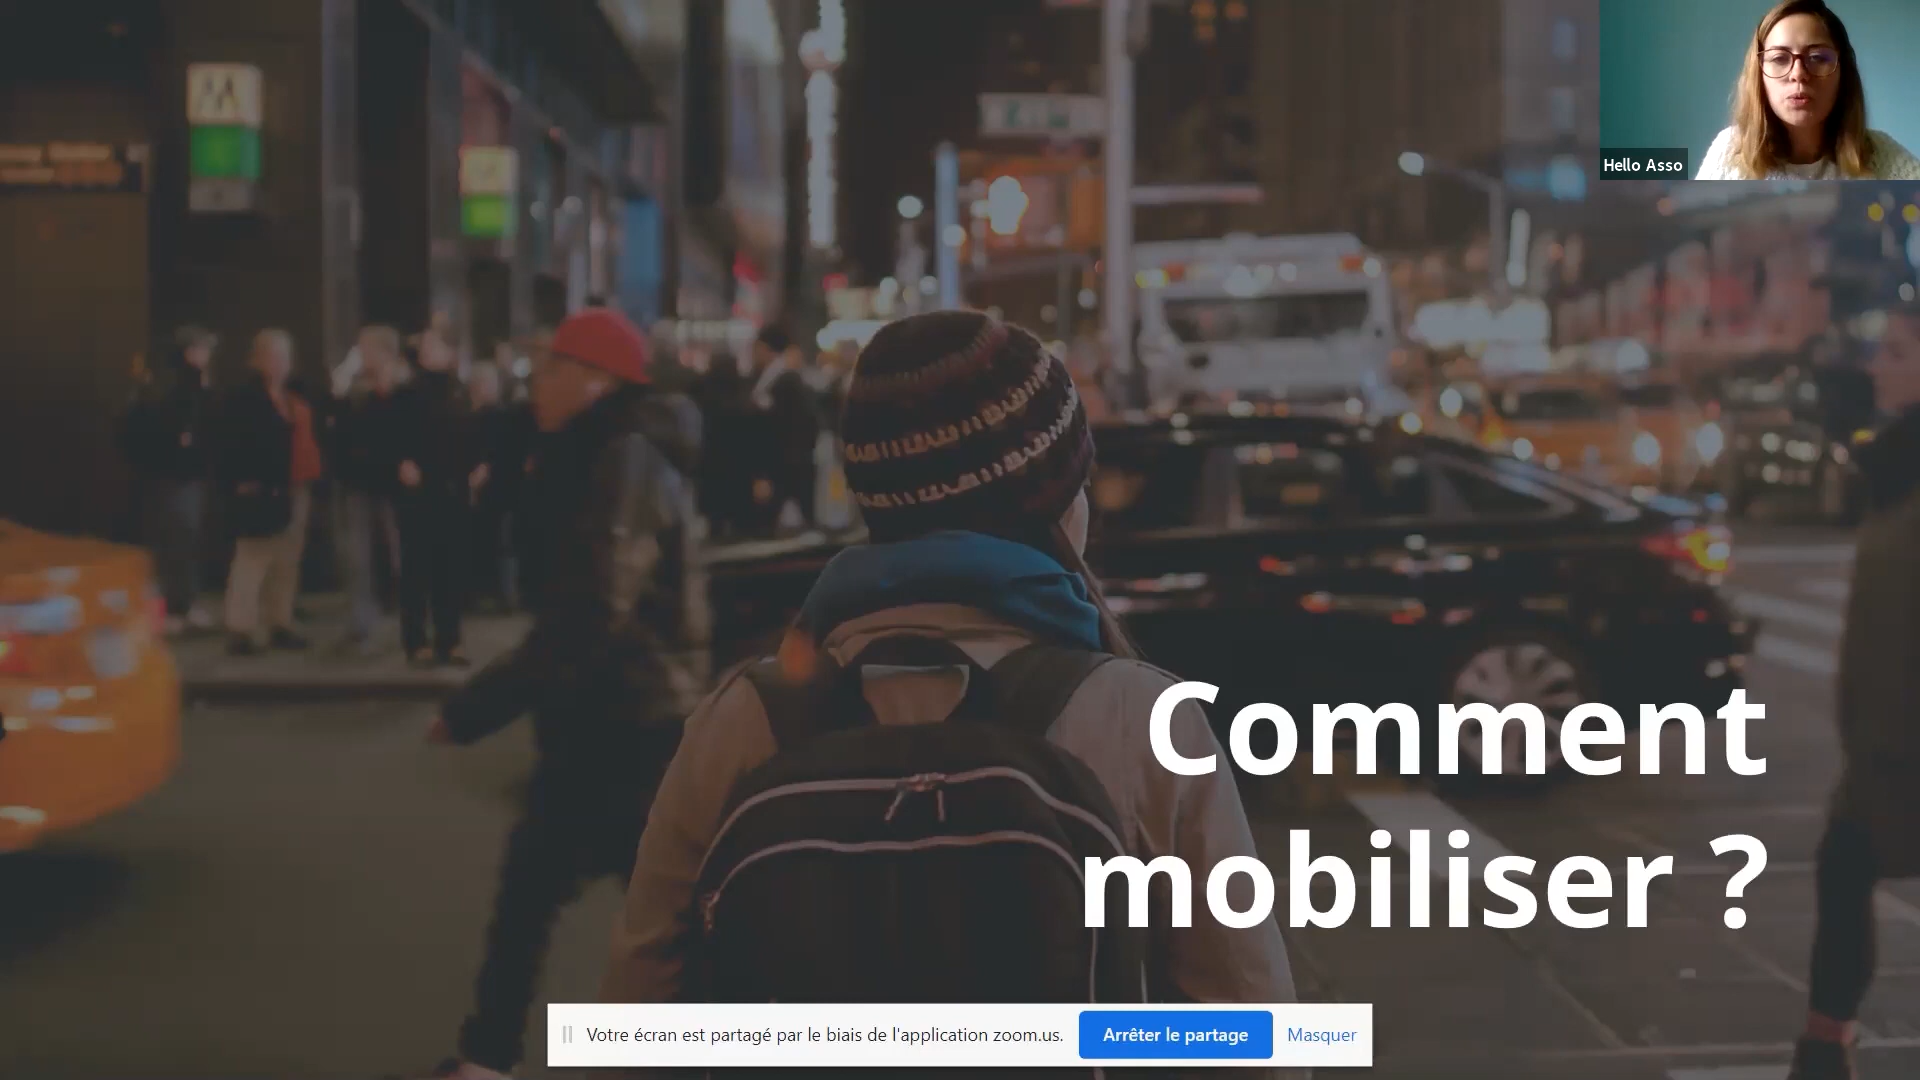 Hello Asso
Comment
mobiliser ?
Votre écran est partagé par le biais de l'application zoom.us.
Arrêter le partage
Masquer